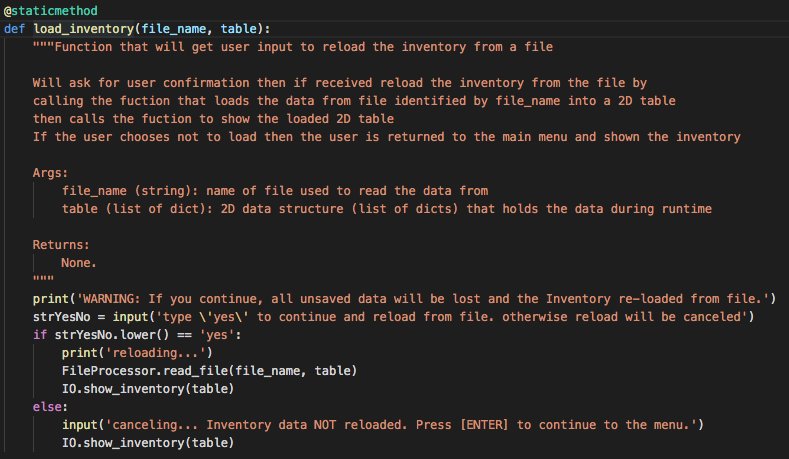 @staticmethod
def load_inventory(file_name, table):
"""Function that will get user input to reload the inventory from a file
Will ask for user confirmation then if received reload the inventory from the file by
calling the fuction that loads the data from file identified by file_name into a 2D table
then calls the fuction to show the loaded 2D table
If the user chooses not to load then the user is returned to the main menu and shown the inventory
Args:
file_name (string): name of file used to read the data from
table (list of dict): 2D data structure (list of dicts) that holds the data during runtime
Returns:
None.
"""
print('WARNING: If you continue, all unsaved data will be lost and the Inventory re-loaded from file.')
strYesNo = input('type \'yes\' to continue and reload from file. otherwise reload will be canceled')
if strYesNo.lower() == 'yes':
print('reloading...')
FileProcessor.read_file(file_name, table)
IO.show_inventory(table)
else:
input('canceling... Inventory data NOT reloaded. Press [ENTER] to continue to the menu.')
IO.show_inventory(table)